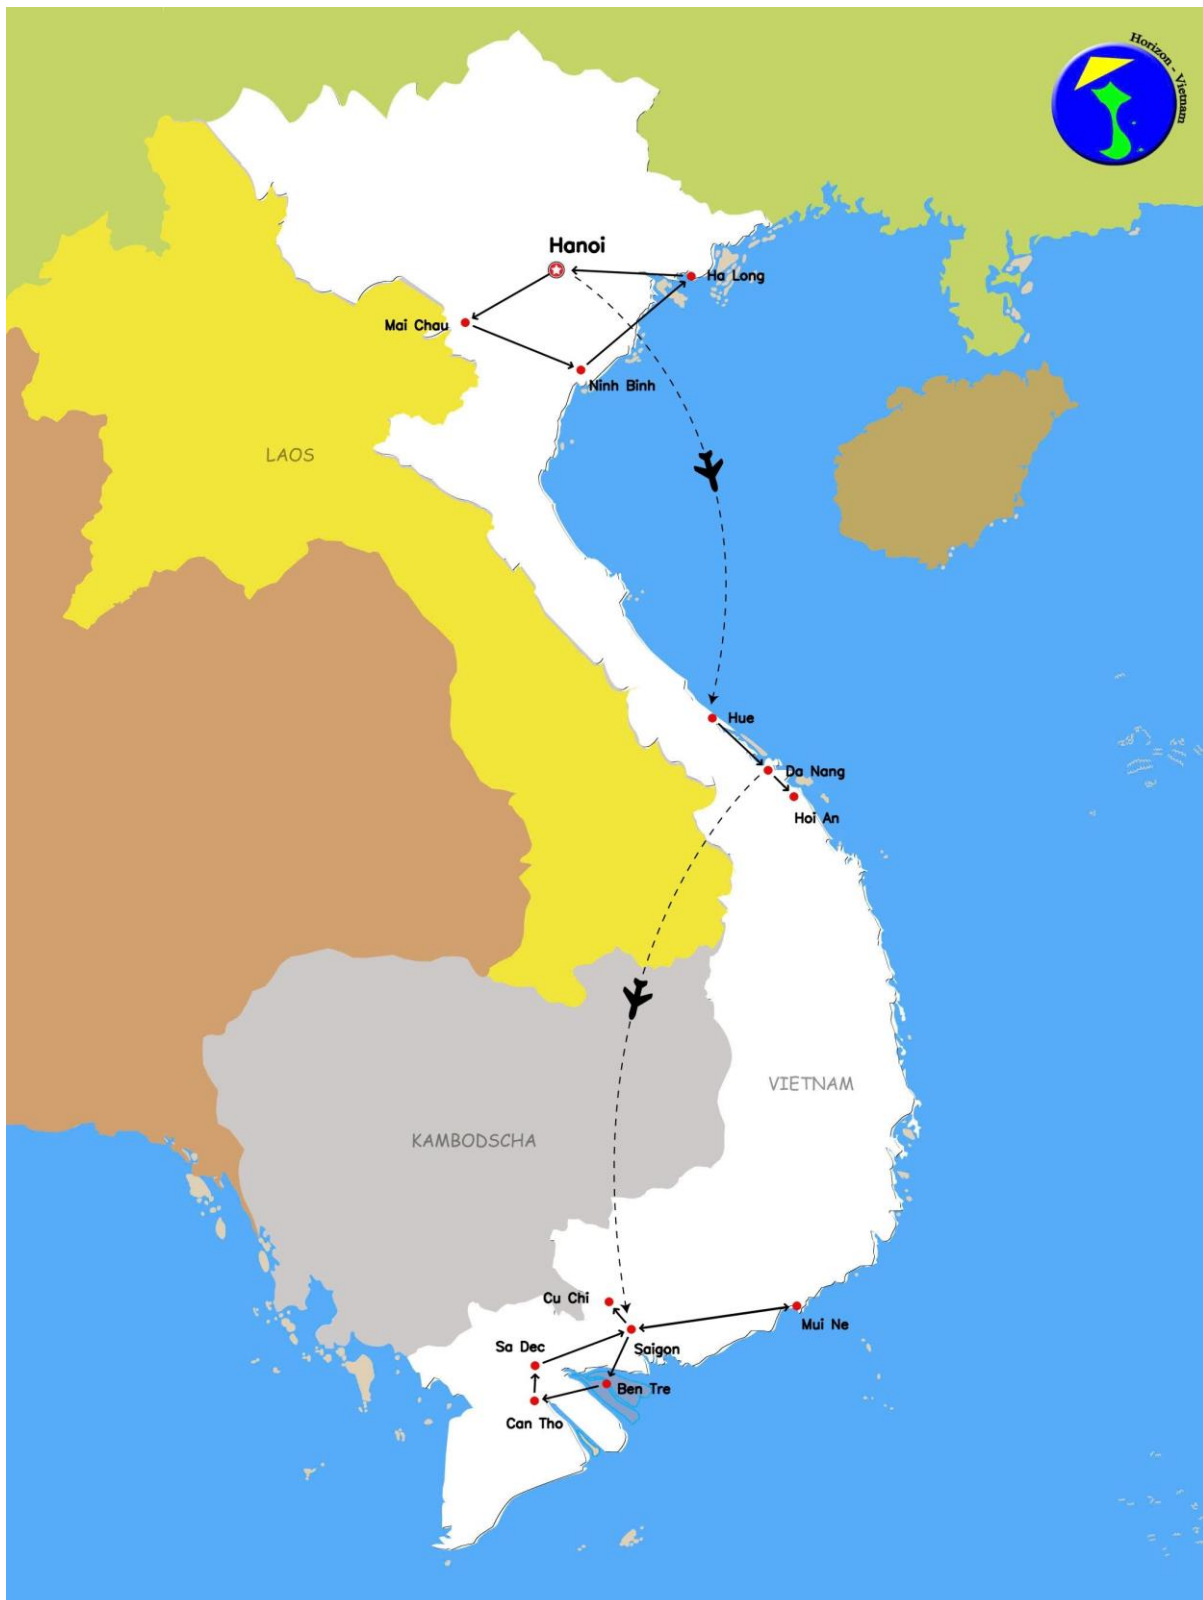 Horizon - Vietnam
Hanoi
Ha Long
Mai Chau
Ninh Binh
LAOS
Hue
Da Nang
Hoi An
VIETNAM
KAMBODSCHA
Cu Chi
Mui Ne
Saigon
Sa Dec
Ben Tre
Can Tho